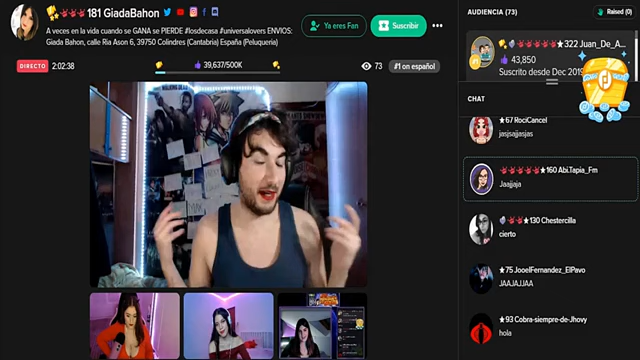 181 GiadaBahon
A veces en la vida cuando se GANA se PIERDE #losdecasa #universalovers ENVIOS:
Giada Bahon, calle Ria Ason 6, 39750 Colindres (Cantabria) España (Peluqueria)
Ya eres Fan
Suscribir
DIRECTO
2:02:38
39,637/500K
73
#1 on español
AUDIENCIA (73)
Raised (0)
322 Juan_De_A...
43,850
Suscrito desde Dec 2019
CHAT
67 RociCancel
jasjsajjasjas
160 Abi.Tapia_Fm
Jaajjaja
130 Chestercilla
cierto
75 JooelFernandez_ElPavo
JAAJAJJAA
93 Cobra-siempre-de-Jhovy
hola